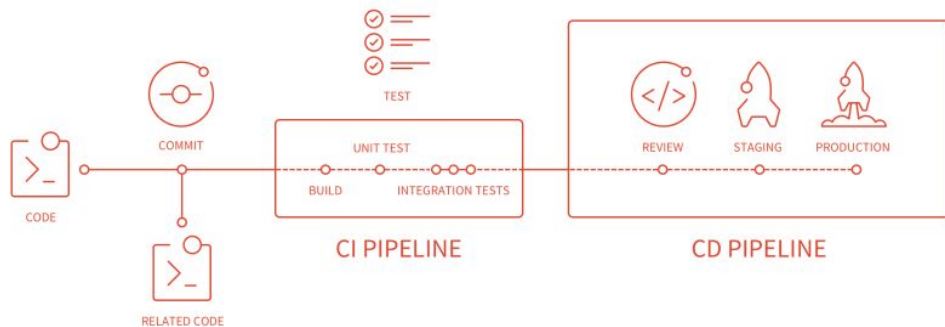 TEST
COMMIT
UNIT TEST
REVIEW
STAGING
PRODUCTION
BUILD
INTEGRATION TESTS
CODE
CI PIPELINE
CD PIPELINE
RELATED CODE